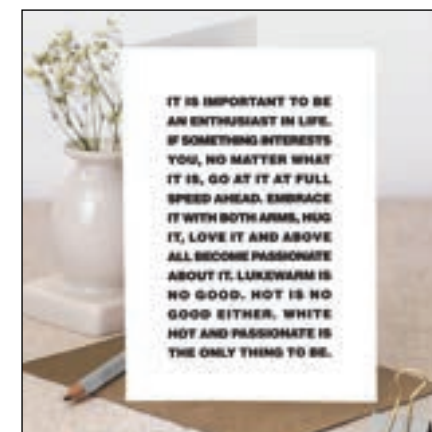 IT IS IMPORTANT TO BE
AN ENTHUSIAST IN LIFE.
IF SOMETHING INTERESTS
YOU, NO MATTER WHAT
IT IS, GO AT IT AT FULL
SPEED AHEAD. EMBRACE
IT WITH BOTH ARMS, HUG
IT, LOVE IT AND ABOVE
ALL BECOME PASSIONATE
ABOUT IT. LUKEWARM IS
NO GOOD. HOT IS NO
GOOD EITHER. WHITE
HOT AND PASSIONATE IS
THE ONLY THING TO BE.